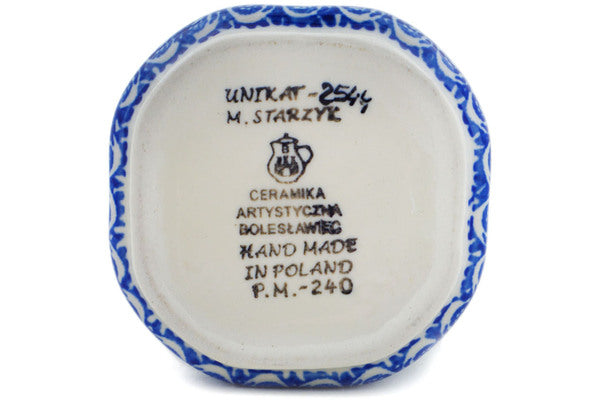 UNIKAT-2544
M. STARZYK
B
CERAMIKA
ARTYSTYCZNA
BOLESŁAWIEC
HAND MADE
IN POLAND
P.M.-240